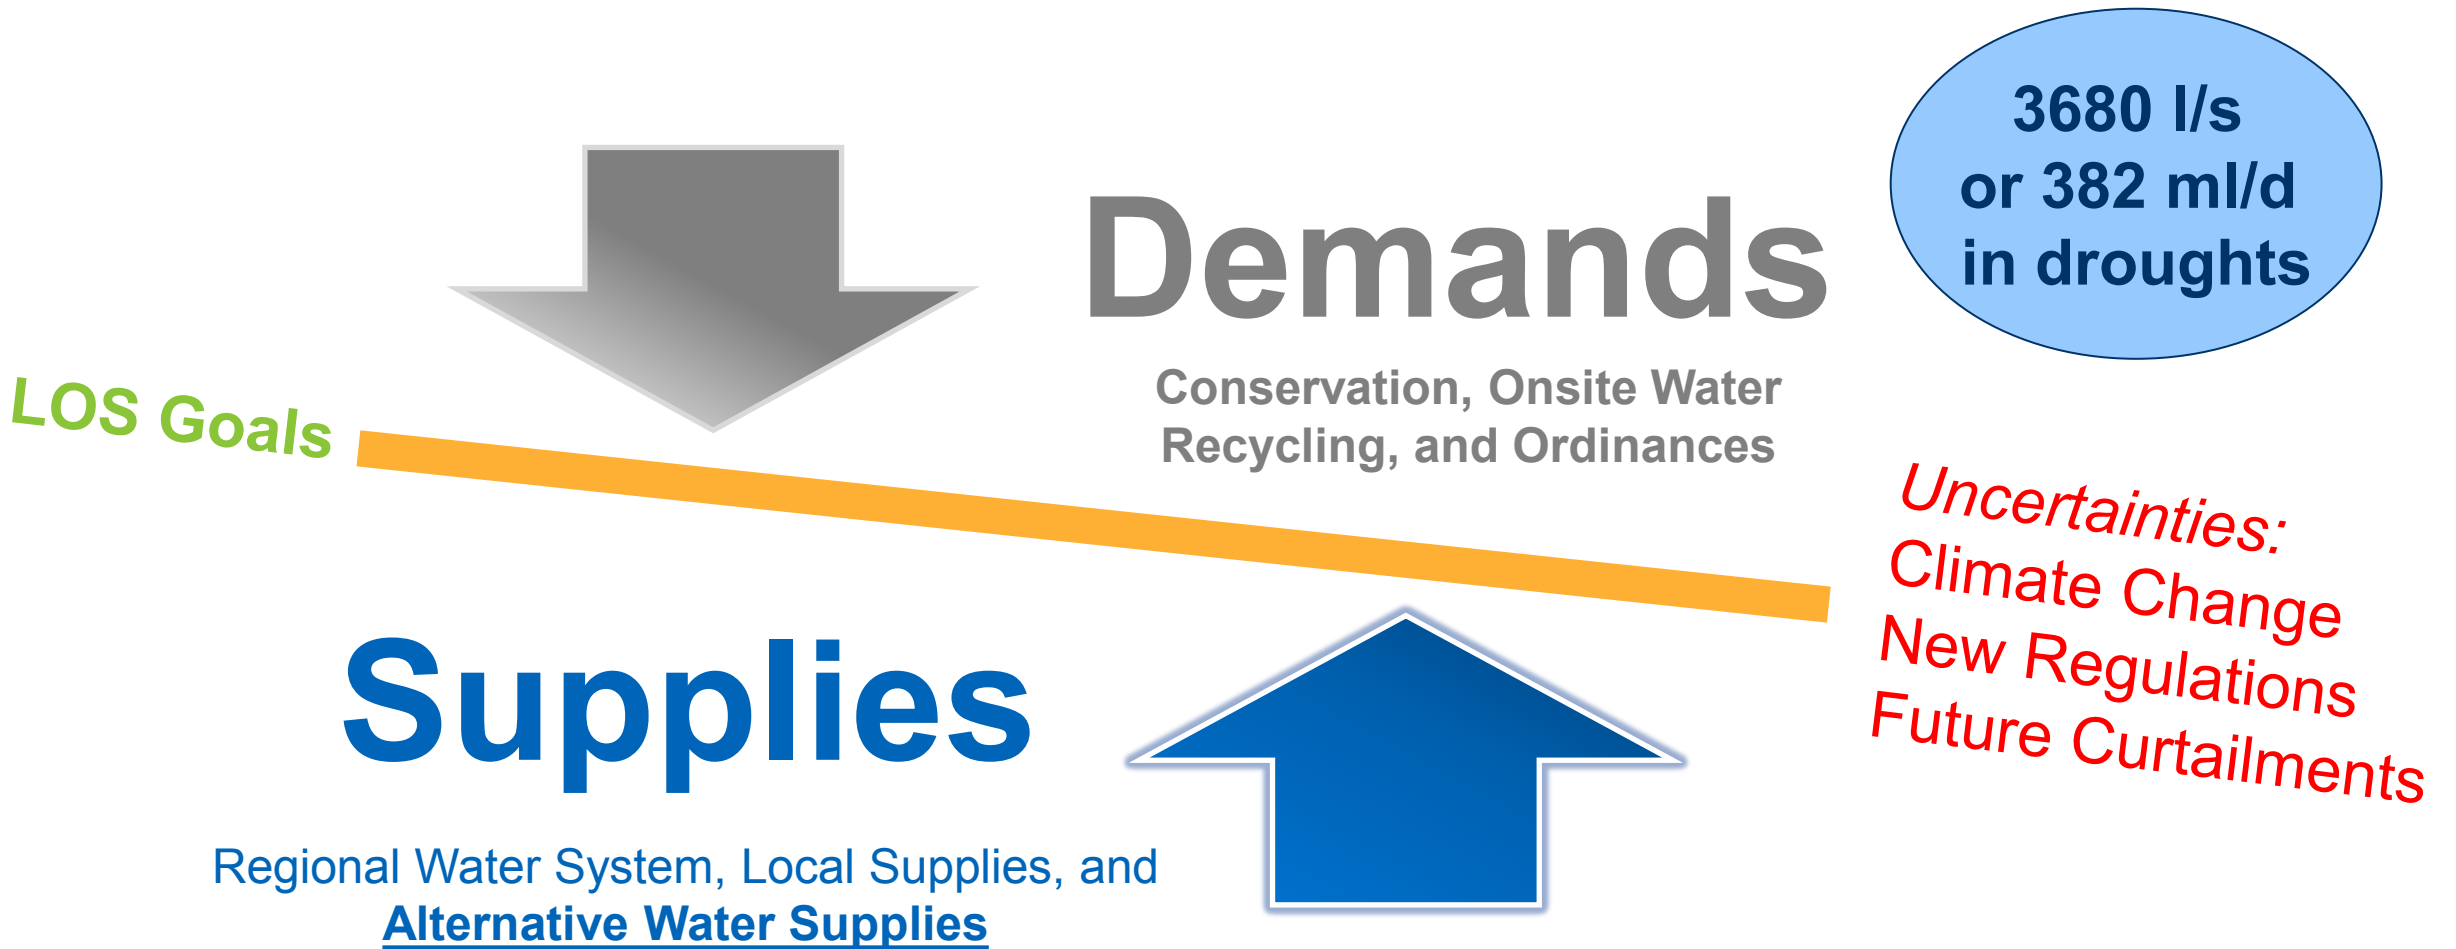 3680 l/s
or 382 ml/d
in droughts
Demands
Conservation, Onsite Water
Recycling, and Ordinances
LOS Goals
Uncertainties:
Climate Change
New Regulations
Future Curtailments
Supplies
Regional Water System, Local Supplies, and
Alternative Water Supplies